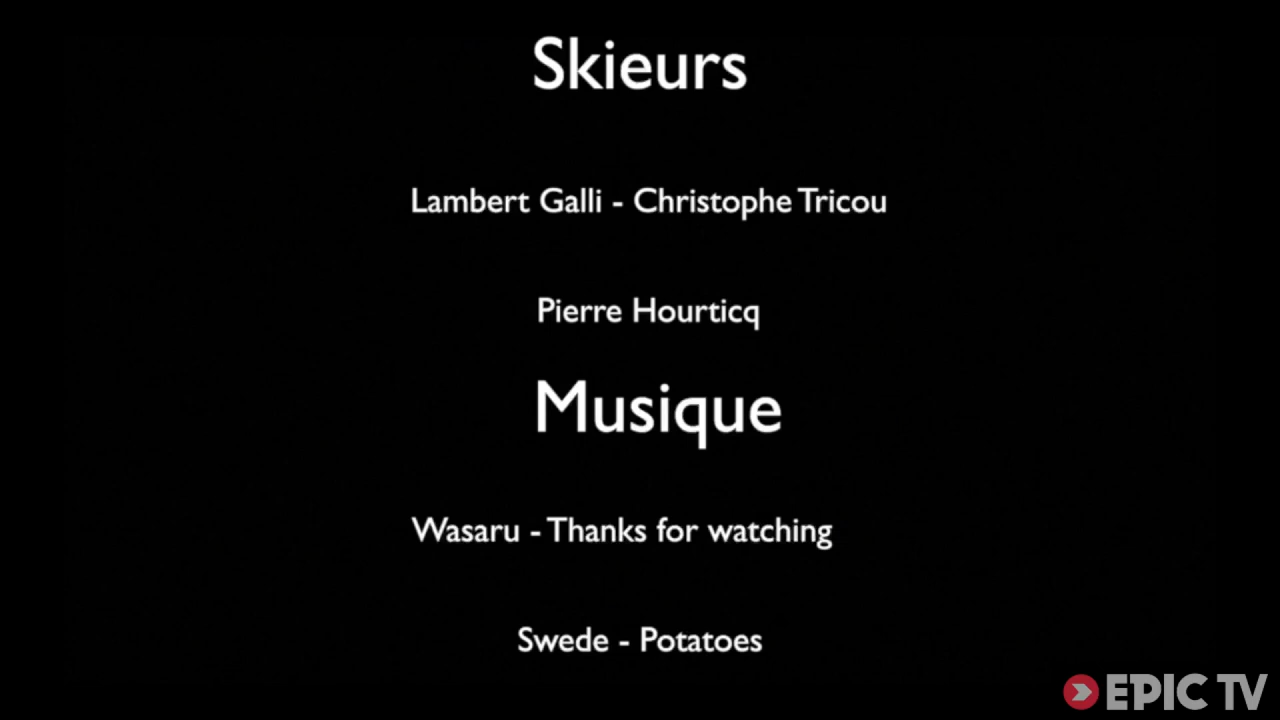 Skieurs
Lambert Galli - Christophe Tricou
Pierre Hourticq
Musique
Wasaru - Thanks for watching
Swede - Potatoes
EPIC TV